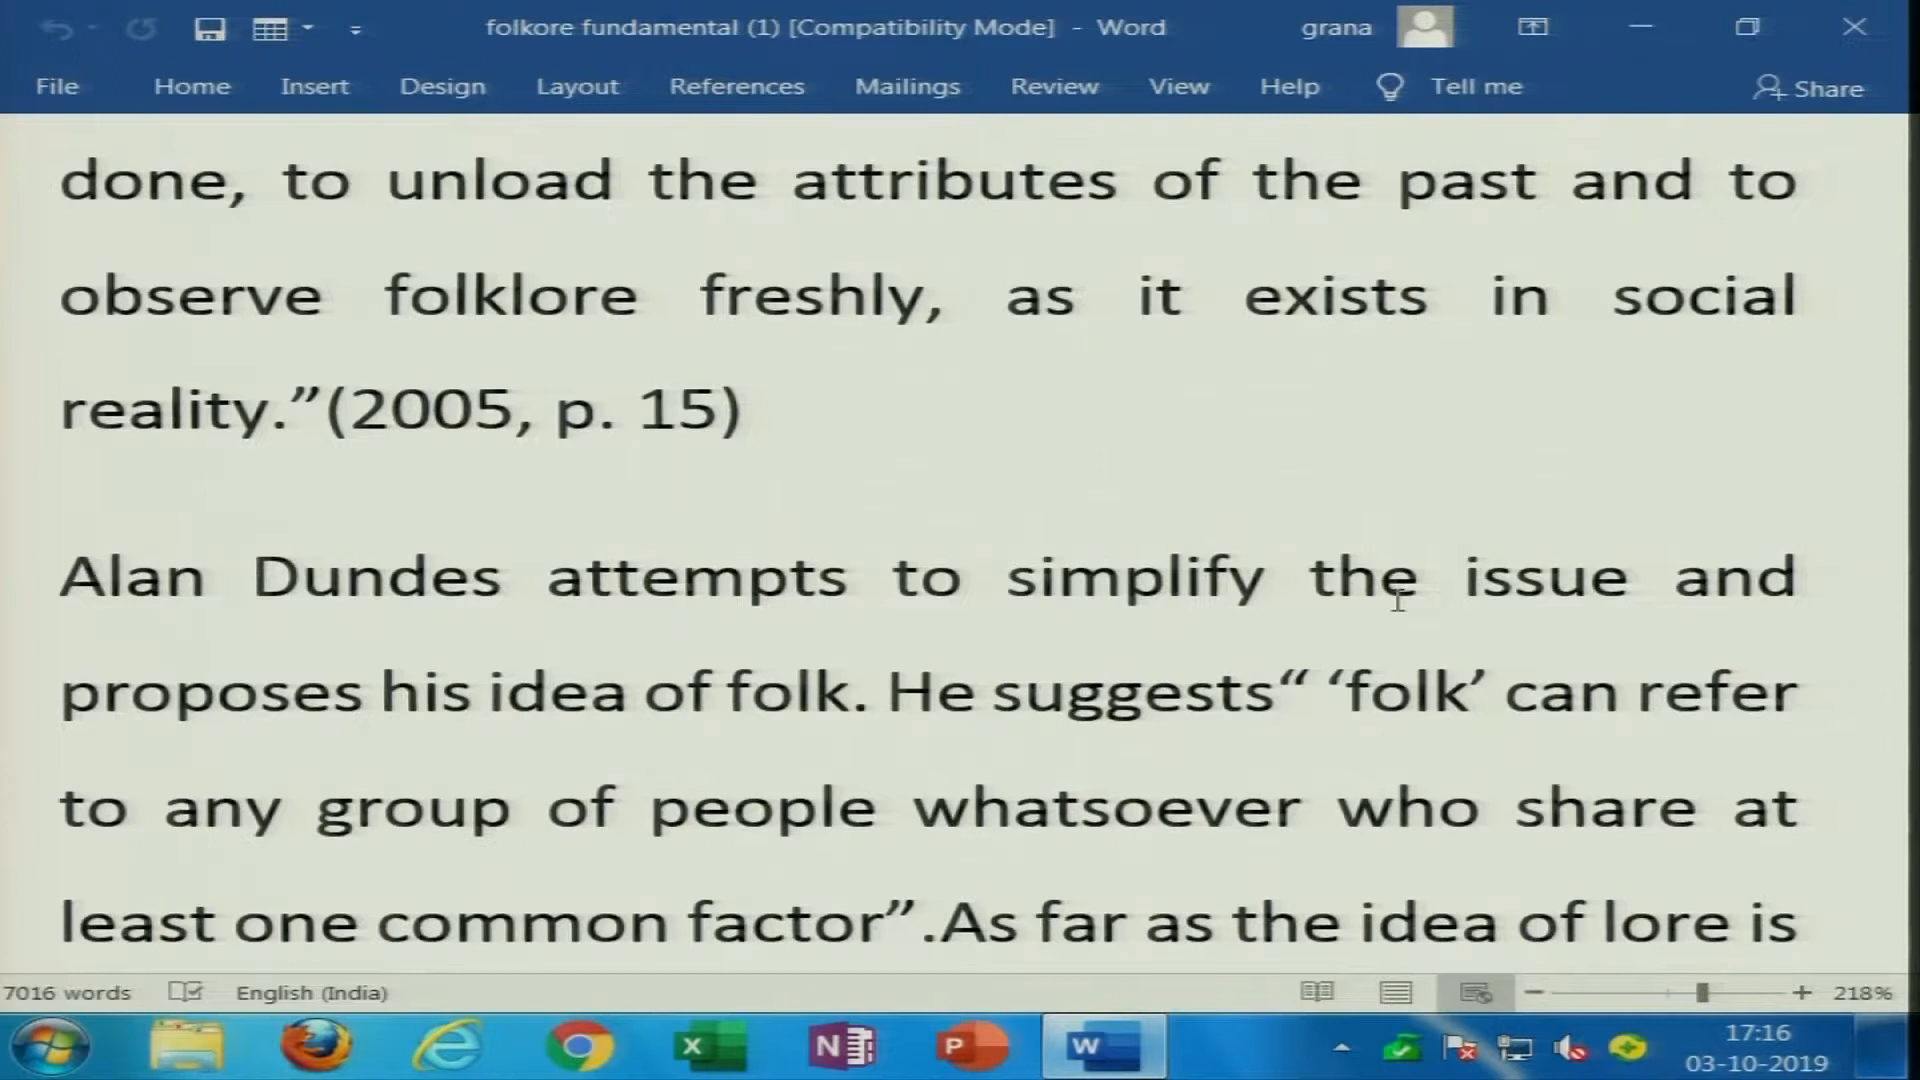 folkore fundamental (1) [Compatibility Mode] - Word
grana
File Home Insert Design Layout References Mailings Review View Help Tell me Share
done, to unload the attributes of the past and to
observe folklore freshly, as it exists in social
reality.”(2005, p. 15)
Alan Dundes attempts to simplify the issue and
proposes his idea of folk. He suggests“ ‘folk’ can refer
to any group of people whatsoever who share at
least one common factor”.As far as the idea of lore is
7016 words English (India) 218%
17:16
03-10-2019